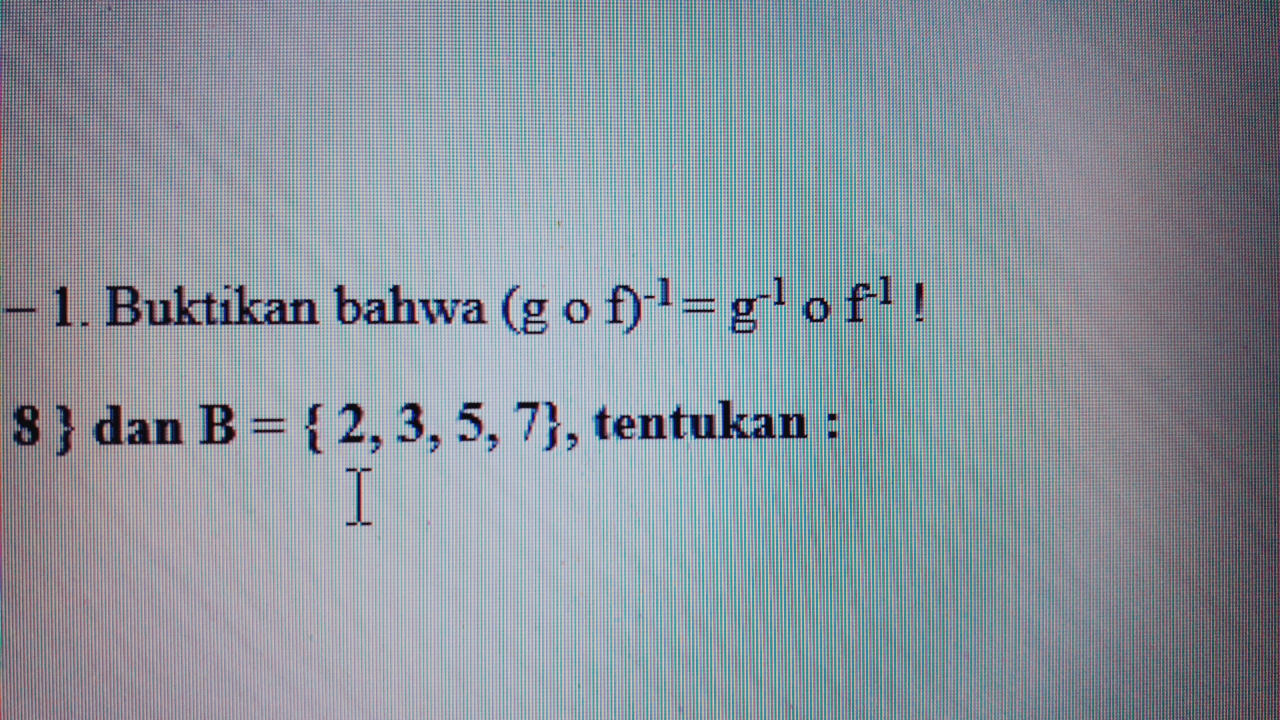 – 1. Buktikan bahwa (g o f)⁻¹ = g⁻¹ o f⁻¹ !
8 } dan B = { 2, 3, 5, 7}, tentukan :